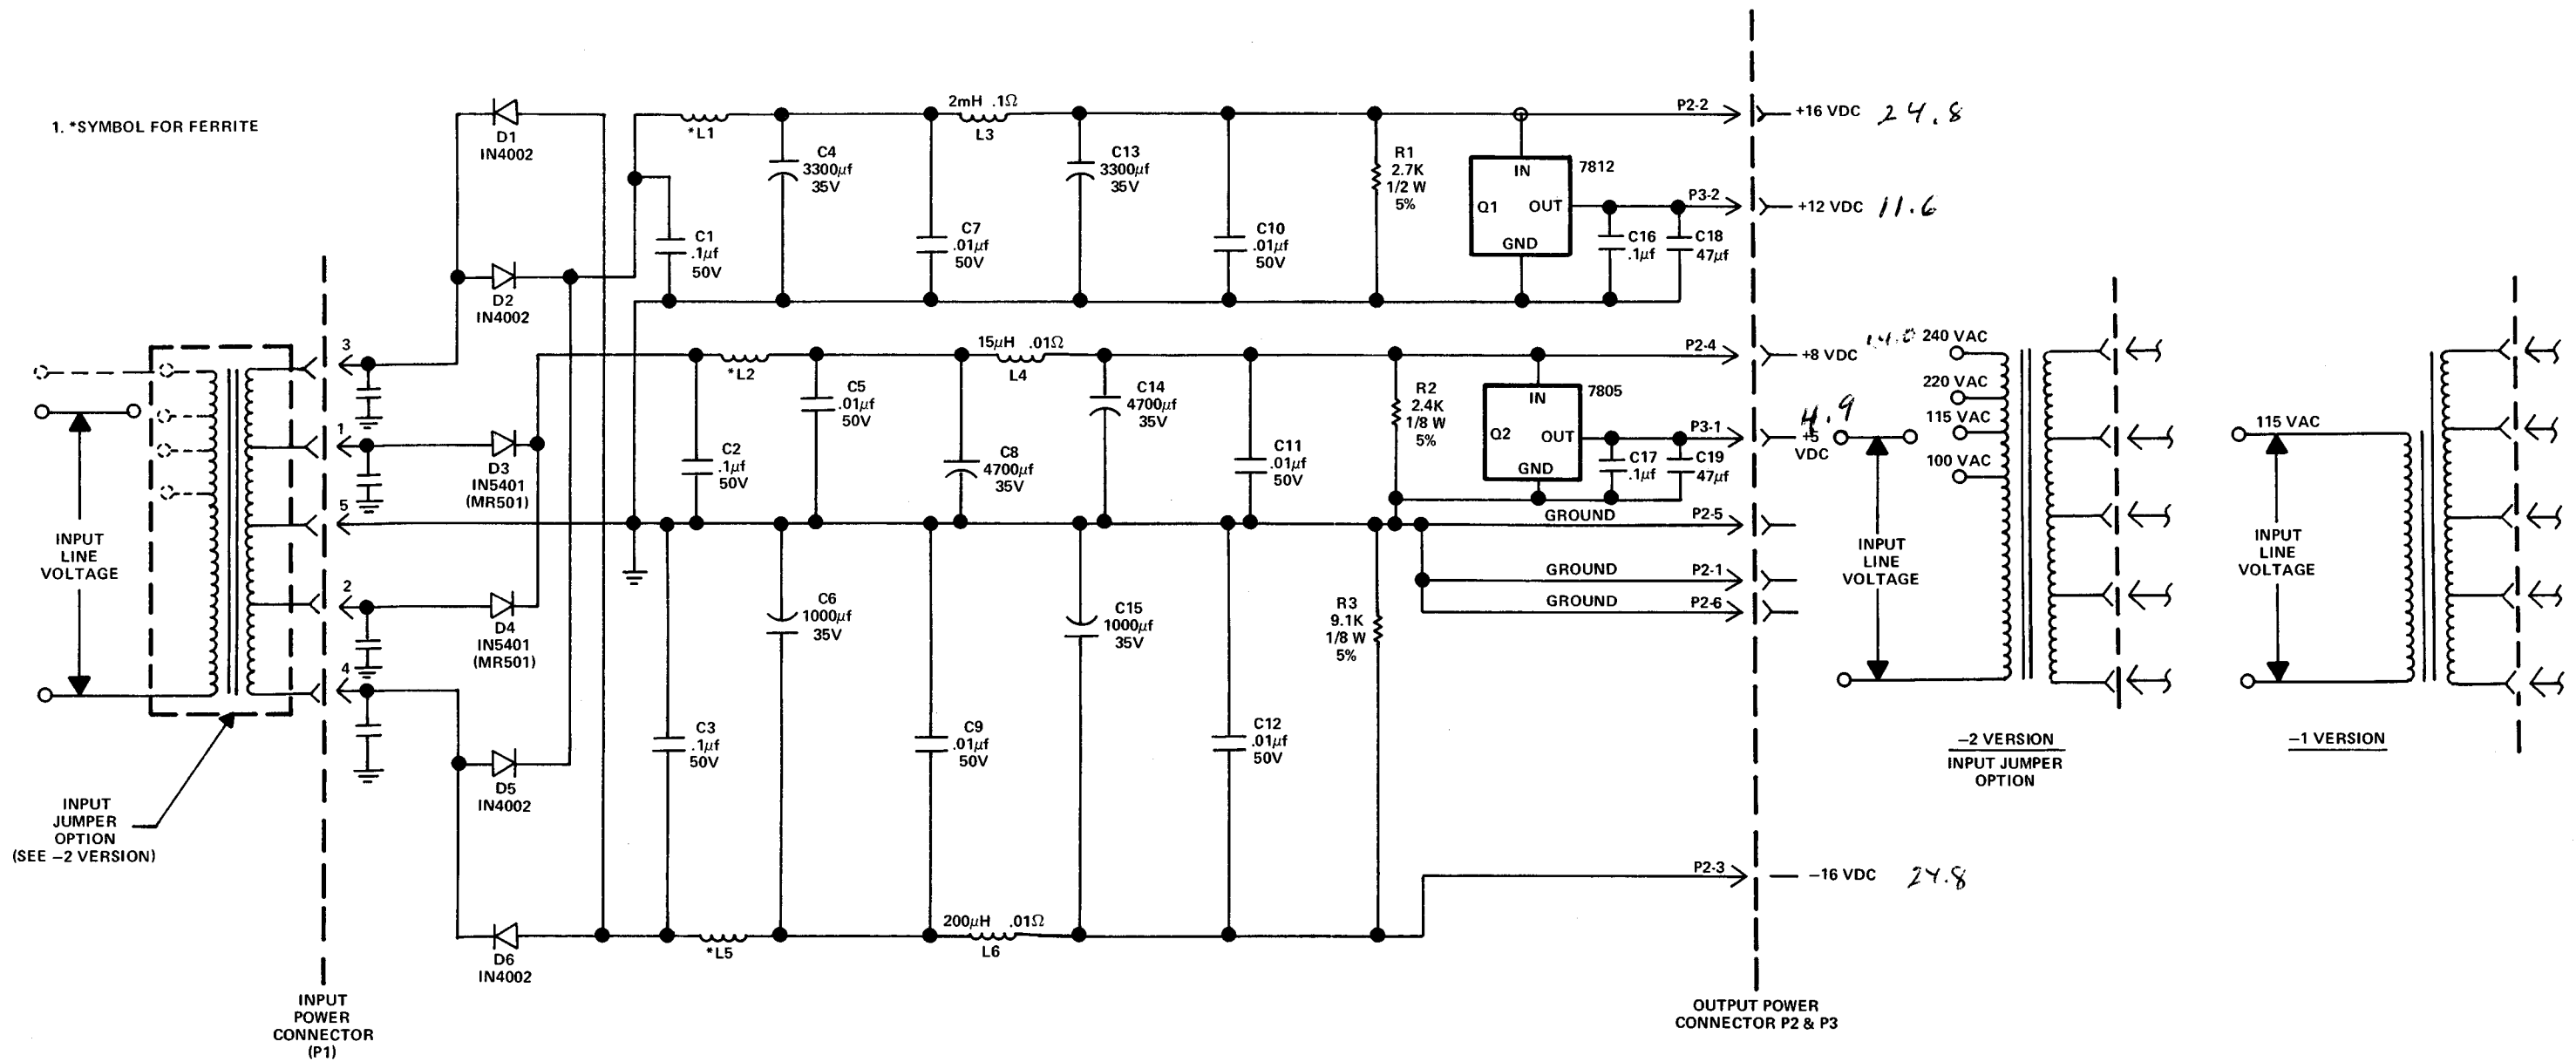 1. *SYMBOL FOR FERRITE
D1
IN4002
D2
IN4002
D3
IN5401
(MR501)
D4
IN5401
(MR501)
D5
IN4002
D6
IN4002
3
1
5
2
4
INPUT
LINE
VOLTAGE
INPUT
JUMPER
OPTION
(SEE –2 VERSION)
INPUT
POWER
CONNECTOR
(P1)
*L1
C1
.1µf
50V
C4
3300µf
35V
C7
.01µf
50V
2mH .1Ω
L3
C13
3300µf
35V
C10
.01µf
50V
R1
2.7K
1/2 W
5%
IN
7812
Q1 OUT
GND
C16
.1µf
C18
47µf
P2-2
+16 VDC 24.8
P3-2
+12 VDC 11.6
*L2
C2
.1µf
50V
C5
.01µf
50V
C8
4700µf
35V
15µH .01Ω
L4
C14
4700µf
35V
C11
.01µf
50V
R2
2.4K
1/8 W
5%
IN
7805
Q2 OUT
GND
C17
.1µf
C19
47µf
P2-4
+8 VDC 14.0
P3-1
4.9
+5
VDC
GROUND P2-5
GROUND P2-1
GROUND P2-6
C3
.1µf
50V
C6
1000µf
35V
C9
.01µf
50V
C15
1000µf
35V
C12
.01µf
50V
R3
9.1K
1/8 W
5%
*L5
200µH .01Ω
L6
P2-3
–16 VDC 24.8
OUTPUT POWER
CONNECTOR P2 & P3
240 VAC
220 VAC
115 VAC
100 VAC
INPUT
LINE
VOLTAGE
–2 VERSION
INPUT JUMPER
OPTION
115 VAC
INPUT
LINE
VOLTAGE
–1 VERSION